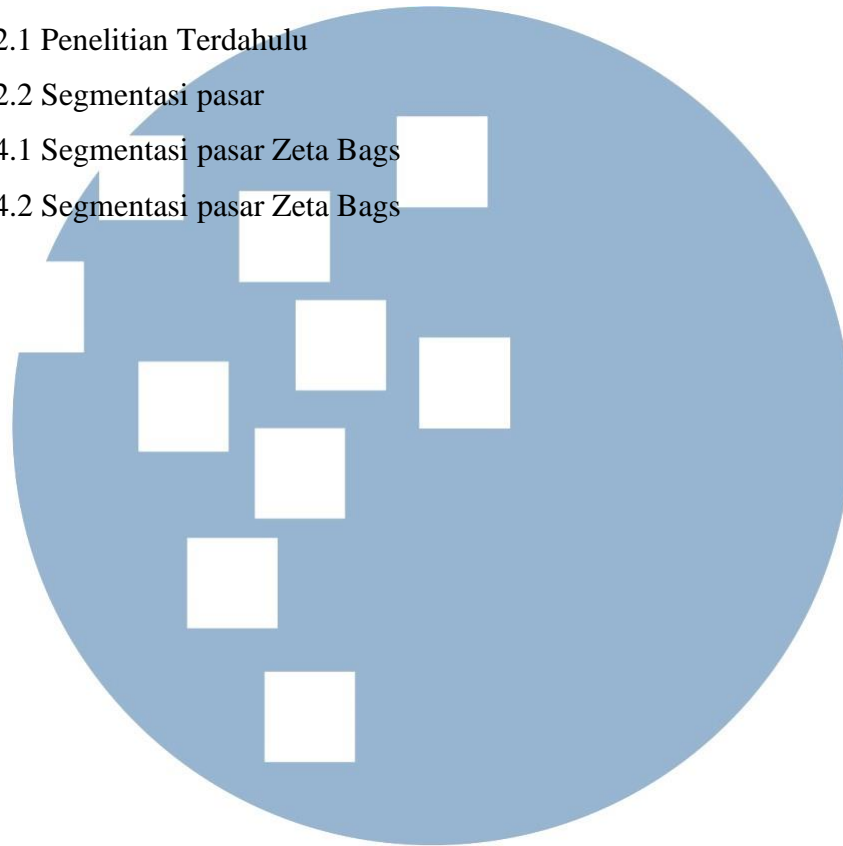 2.1 Penelitian Terdahulu
2.2 Segmentasi pasar
4.1 Segmentasi pasar Zeta Bags
4.2 Segmentasi pasar Zeta Bags